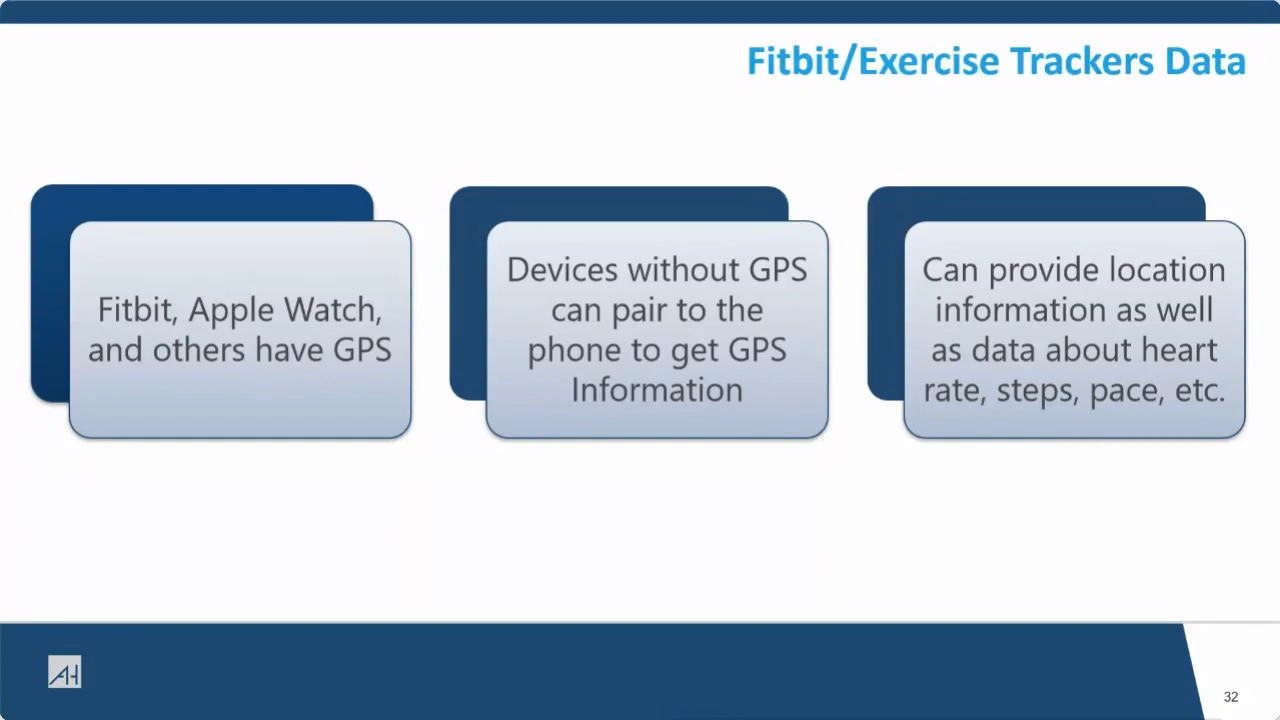 Fitbit/Exercise Trackers Data
Fitbit, Apple Watch,
and others have GPS
Devices without GPS
can pair to the
phone to get GPS
Information
Can provide location
information as well
as data about heart
rate, steps, pace, etc.
AH
32